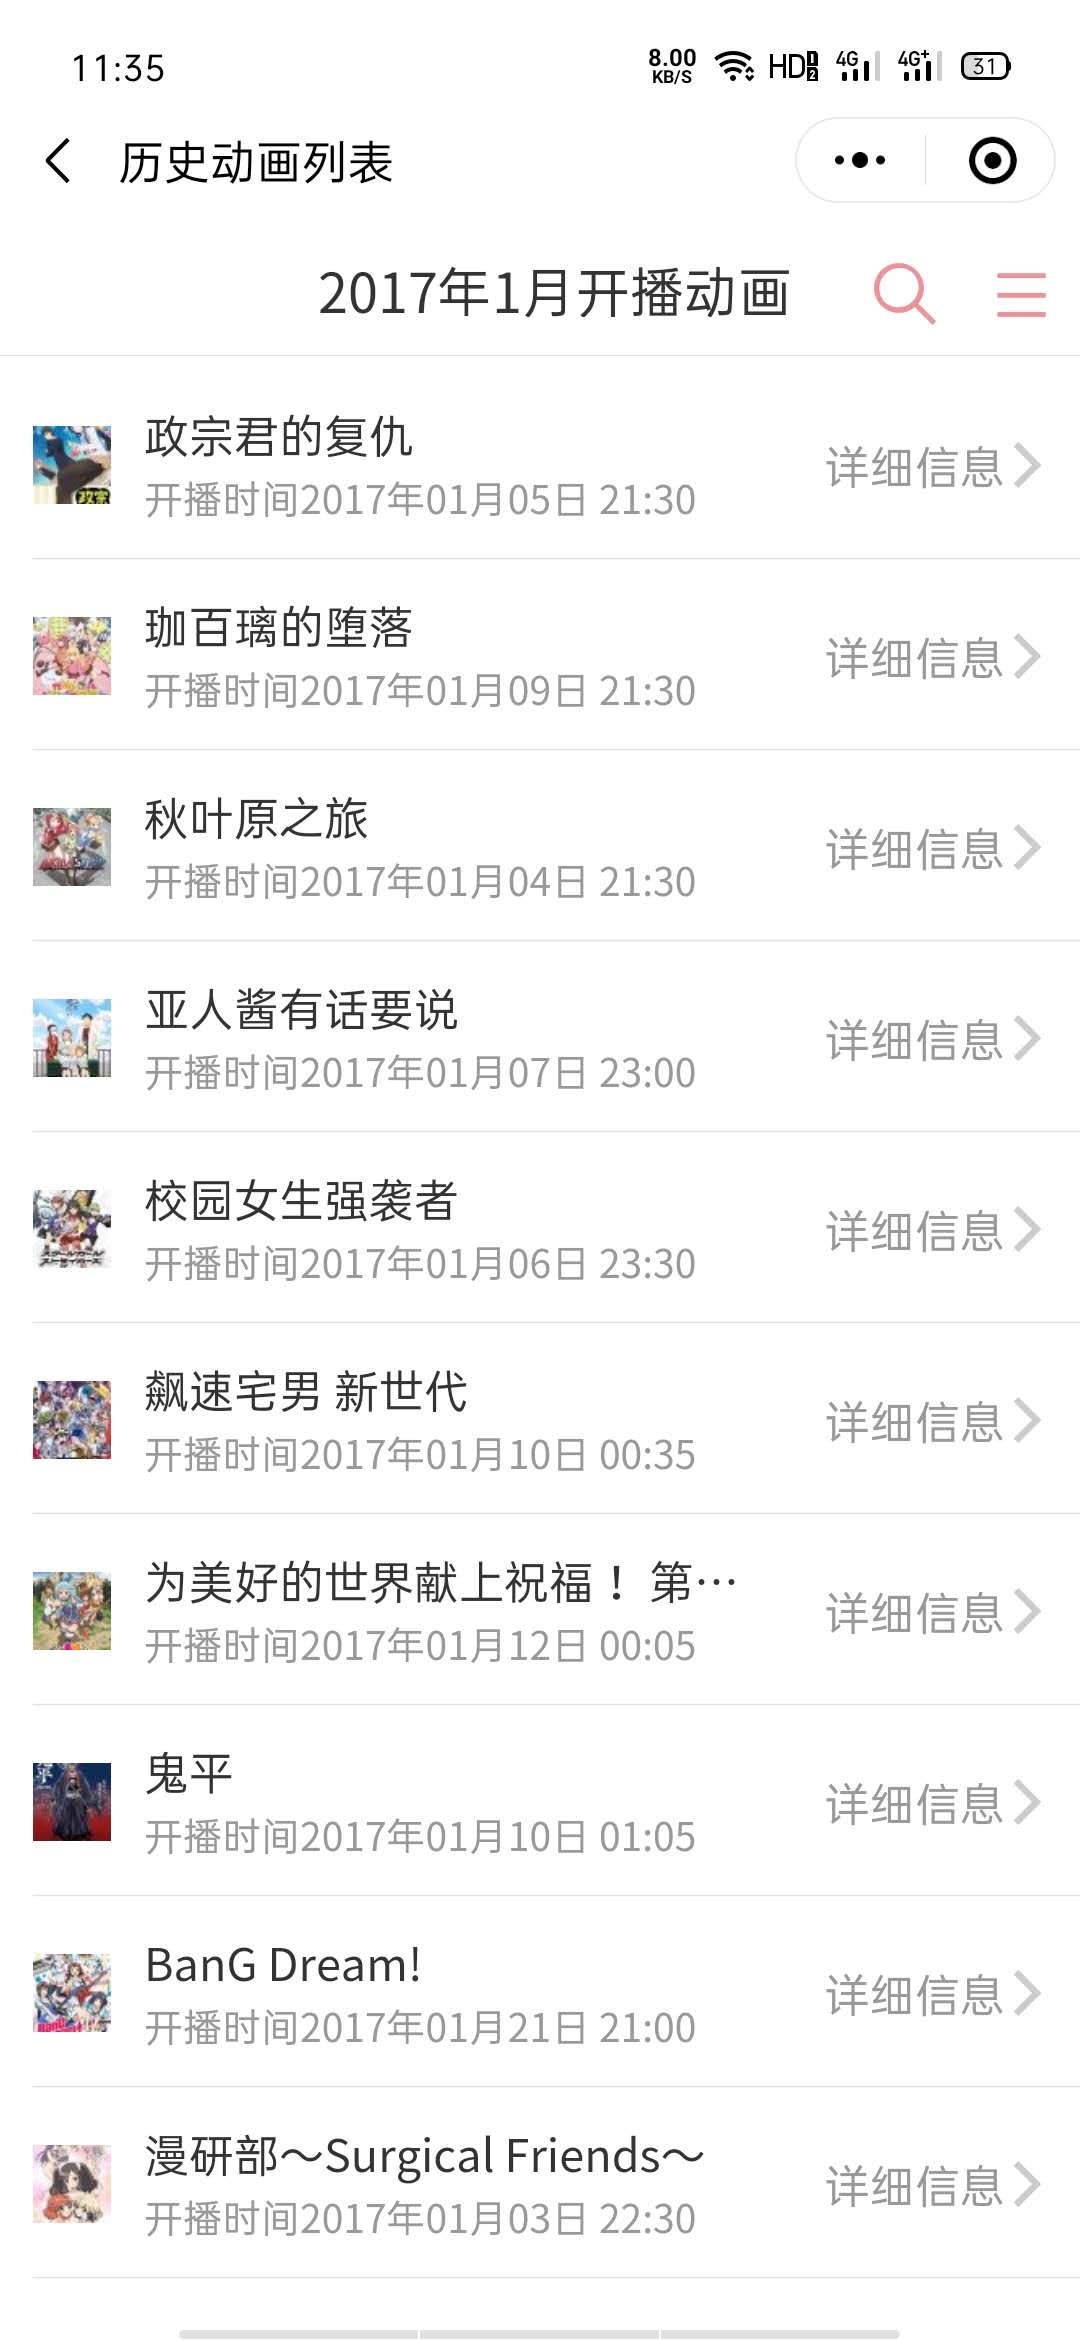 11:35
8.00 KB/S HD 1 2 4G 4G+ 31
历史动画列表
2017年1月开播动画
政宗君的复仇
开播时间2017年01月05日 21:30
详细信息
珈百璃的堕落
开播时间2017年01月09日 21:30
详细信息
秋叶原之旅
开播时间2017年01月04日 21:30
详细信息
亚人酱有话要说
开播时间2017年01月07日 23:00
详细信息
校园女生强袭者
开播时间2017年01月06日 23:30
详细信息
飙速宅男 新世代
开播时间2017年01月10日 00:35
详细信息
为美好的世界献上祝福！ 第…
开播时间2017年01月12日 00:05
详细信息
鬼平
开播时间2017年01月10日 01:05
详细信息
BanG Dream!
开播时间2017年01月21日 21:00
详细信息
漫研部～Surgical Friends～
开播时间2017年01月03日 22:30
详细信息